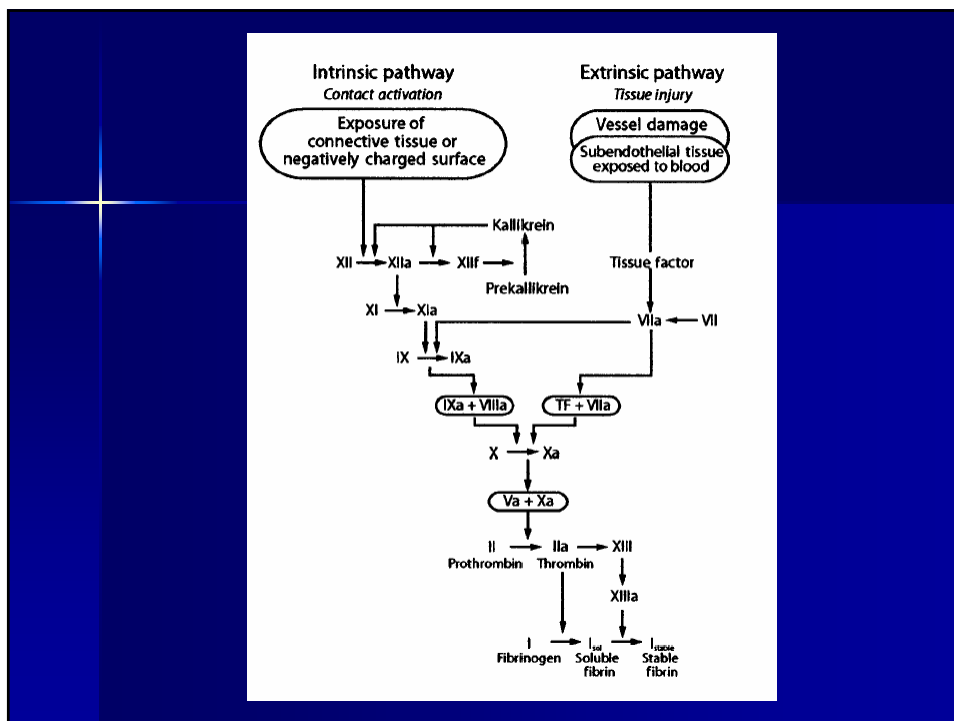 Intrinsic pathway
Contact activation
Exposure of
connective tissue or
negatively charged surface
Extrinsic pathway
Tissue injury
Vessel damage
Subendothelial tissue
exposed to blood
Kallikrein
XII XIIa XIIf
Prekallikrein
Tissue factor
XI XIa
VIIa VII
IX IXa
IXa + VIIIa
TF + VIIa
X Xa
Va + Xa
II IIa XIII
Prothrombin Thrombin
XIIIa
I Isol Istable
Fibrinogen Soluble Stable
fibrin fibrin